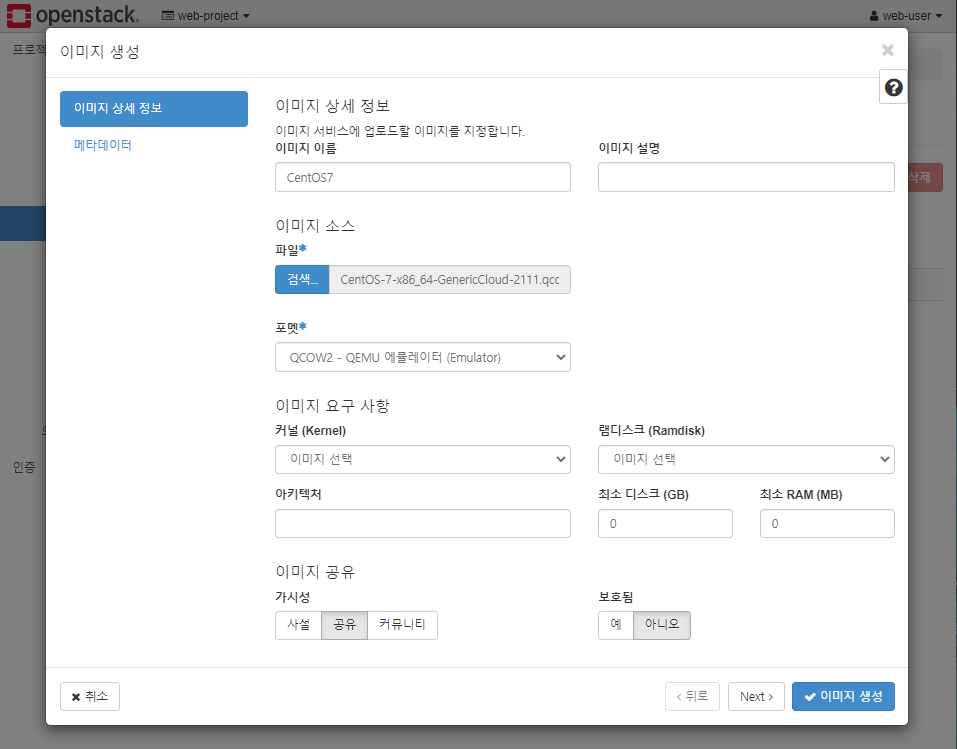 openstack. web-project web-user
프로젝
이미지 생성
이미지 상세 정보
메타데이터
이미지 상세 정보
이미지 서비스에 업로드할 이미지를 지정합니다.
이미지 이름 이미지 설명
CentOS7
삭제
이미지 소스
파일*
검색... CentOS-7-x86_64-GenericCloud-2111.qcc
포멧*
QCOW2 - QEMU 에뮬레이터 (Emulator)
이미지 요구 사항
커널 (Kernel) 램디스크 (Ramdisk)
이미지 선택 이미지 선택
인증
아키텍처 최소 디스크 (GB) 최소 RAM (MB)
0 0
이미지 공유
가시성 보호됨
사설 공유 커뮤니티 예 아니오
취소 뒤로 Next 이미지 생성